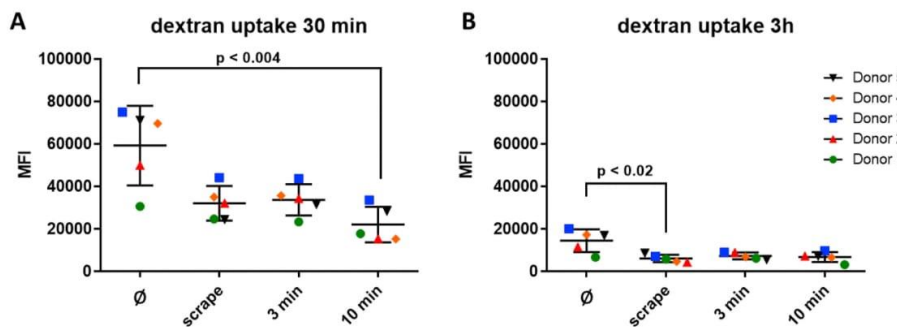 A
dextran uptake 30 min
MFI
100000
80000
60000
40000
20000
0
p < 0.004
Ø
scrape
3 min
10 min
B
dextran uptake 3h
MFI
100000
80000
60000
40000
20000
0
p < 0.02
Ø
scrape
3 min
10 min
Donor
Donor
Donor
Donor
Donor